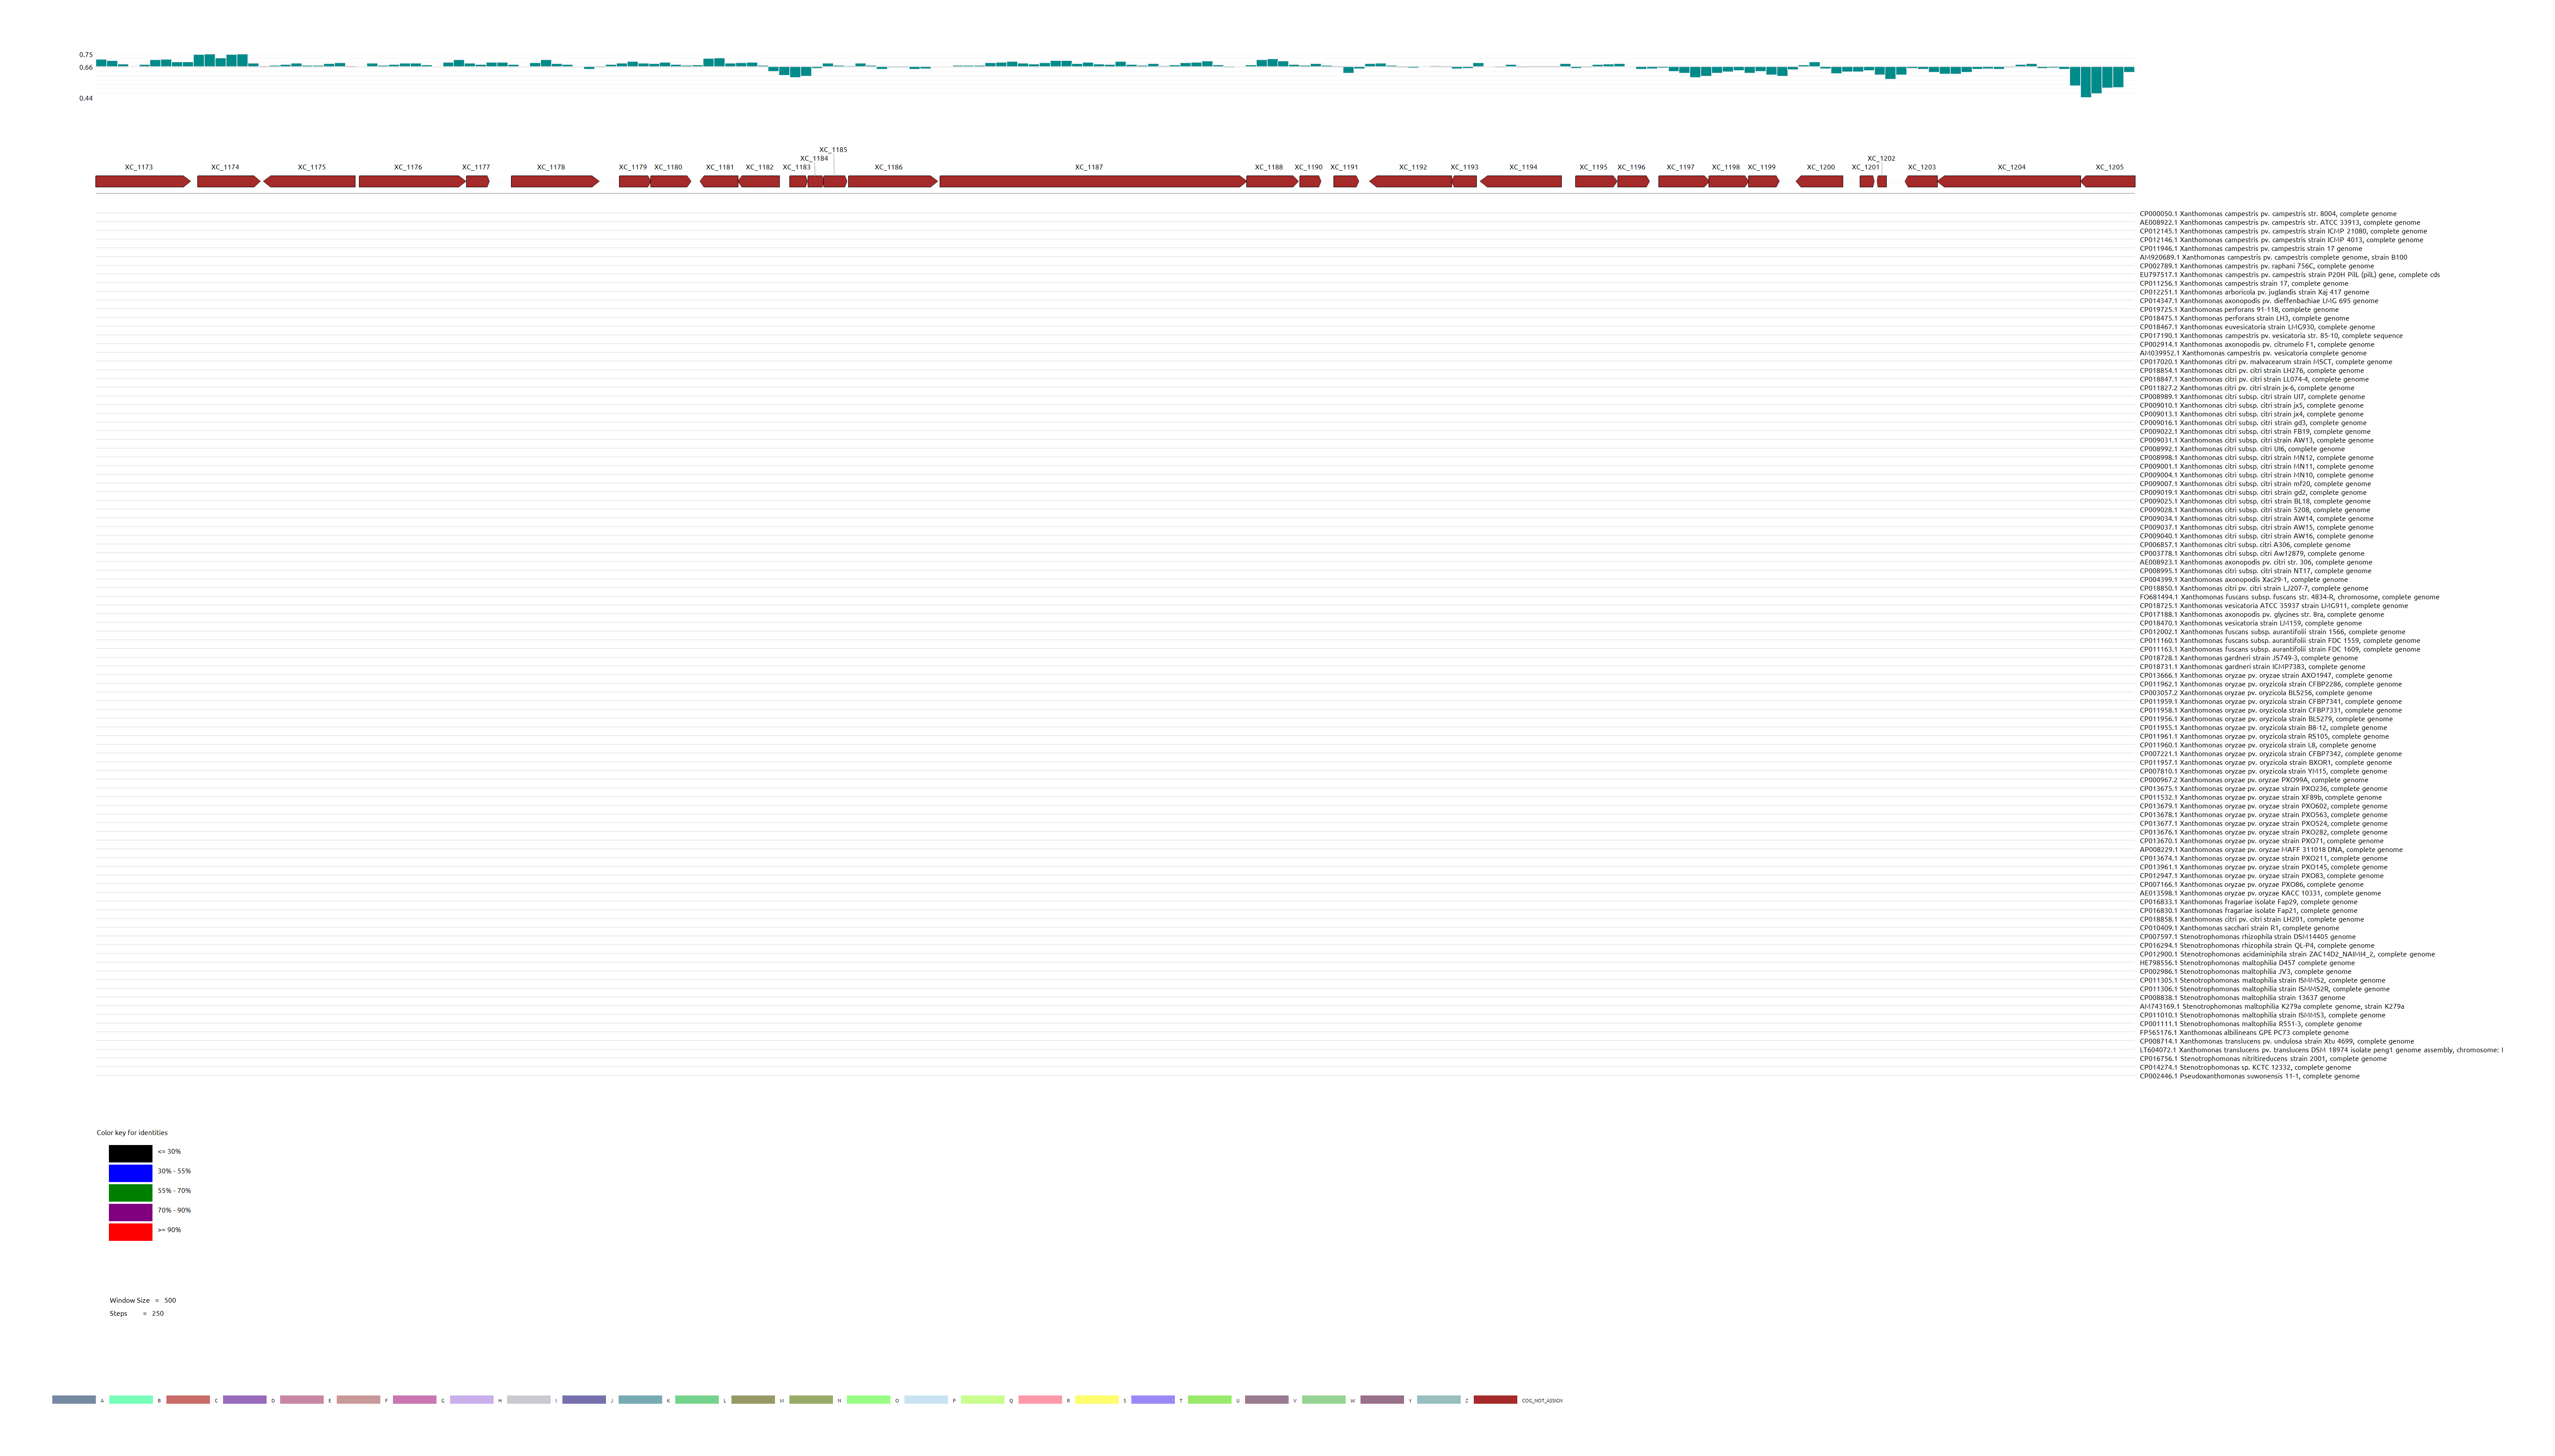 0.75
0.66
0.44
XC_1185
XC_1184 XC_1202
XC_1173 XC_1174 XC_1175 XC_1176 XC_1177 XC_1178 XC_1179 XC_1180 XC_1181 XC_1182 XC_1183 XC_1186 XC_1187 XC_1188 XC_1190 XC_1191 XC_1192 XC_1193 XC_1194 XC_1195 XC_1196 XC_1197 XC_1198 XC_1199 XC_1200 XC_1201 XC_1203 XC_1204 XC_1205
CP000050.1 Xanthomonas campestris pv. campestris str. 8004, complete genome
AE008922.1 Xanthomonas campestris pv. campestris str. ATCC 33913, complete genome
CP012145.1 Xanthomonas campestris pv. campestris strain ICMP 21080, complete genome
CP012146.1 Xanthomonas campestris pv. campestris strain ICMP 4013, complete genome
CP011946.1 Xanthomonas campestris pv. campestris strain 17 genome
AM920689.1 Xanthomonas campestris pv. campestris complete genome, strain B100
CP002789.1 Xanthomonas campestris pv. raphani 756C, complete genome
EU797517.1 Xanthomonas campestris pv. campestris strain P20H PilL (pilL) gene, complete cds
CP011256.1 Xanthomonas campestris strain 17, complete genome
CP012251.1 Xanthomonas arboricola pv. juglandis strain Xaj 417 genome
CP014347.1 Xanthomonas axonopodis pv. dieffenbachiae LMG 695 genome
CP019725.1 Xanthomonas perforans 91-118, complete genome
CP018475.1 Xanthomonas perforans strain LH3, complete genome
CP018467.1 Xanthomonas euvesicatoria strain LMG930, complete genome
CP017190.1 Xanthomonas campestris pv. vesicatoria str. 85-10, complete sequence
CP002914.1 Xanthomonas axonopodis pv. citrumelo F1, complete genome
AM039952.1 Xanthomonas campestris pv. vesicatoria complete genome
CP017020.1 Xanthomonas citri pv. malvacearum strain MSCT, complete genome
CP018854.1 Xanthomonas citri pv. citri strain LH276, complete genome
CP018847.1 Xanthomonas citri pv. citri strain LL074-4, complete genome
CP011827.2 Xanthomonas citri pv. citri strain jx-6, complete genome
CP008989.1 Xanthomonas citri subsp. citri strain UI7, complete genome
CP009010.1 Xanthomonas citri subsp. citri strain jx5, complete genome
CP009013.1 Xanthomonas citri subsp. citri strain jx4, complete genome
CP009016.1 Xanthomonas citri subsp. citri strain gd3, complete genome
CP009022.1 Xanthomonas citri subsp. citri strain FB19, complete genome
CP009031.1 Xanthomonas citri subsp. citri strain AW13, complete genome
CP008992.1 Xanthomonas citri subsp. citri UI6, complete genome
CP008998.1 Xanthomonas citri subsp. citri strain MN12, complete genome
CP009001.1 Xanthomonas citri subsp. citri strain MN11, complete genome
CP009004.1 Xanthomonas citri subsp. citri strain MN10, complete genome
CP009007.1 Xanthomonas citri subsp. citri strain mf20, complete genome
CP009019.1 Xanthomonas citri subsp. citri strain gd2, complete genome
CP009025.1 Xanthomonas citri subsp. citri strain BL18, complete genome
CP009028.1 Xanthomonas citri subsp. citri strain 5208, complete genome
CP009034.1 Xanthomonas citri subsp. citri strain AW14, complete genome
CP009037.1 Xanthomonas citri subsp. citri strain AW15, complete genome
CP009040.1 Xanthomonas citri subsp. citri strain AW16, complete genome
CP006857.1 Xanthomonas citri subsp. citri A306, complete genome
CP003778.1 Xanthomonas citri subsp. citri Aw12879, complete genome
AE008923.1 Xanthomonas axonopodis pv. citri str. 306, complete genome
CP008995.1 Xanthomonas citri subsp. citri strain NT17, complete genome
CP004399.1 Xanthomonas axonopodis Xac29-1, complete genome
CP018850.1 Xanthomonas citri pv. citri strain LJ207-7, complete genome
FO681494.1 Xanthomonas fuscans subsp. fuscans str. 4834-R, chromosome, complete genome
CP018725.1 Xanthomonas vesicatoria ATCC 35937 strain LMG911, complete genome
CP017188.1 Xanthomonas axonopodis pv. glycines str. 8ra, complete genome
CP018470.1 Xanthomonas vesicatoria strain LM159, complete genome
CP012002.1 Xanthomonas fuscans subsp. aurantifolii strain 1566, complete genome
CP011160.1 Xanthomonas fuscans subsp. aurantifolii strain FDC 1559, complete genome
CP011163.1 Xanthomonas fuscans subsp. aurantifolii strain FDC 1609, complete genome
CP018728.1 Xanthomonas gardneri strain JS749-3, complete genome
CP018731.1 Xanthomonas gardneri strain ICMP7383, complete genome
CP013666.1 Xanthomonas oryzae pv. oryzae strain AXO1947, complete genome
CP011962.1 Xanthomonas oryzae pv. oryzicola strain CFBP2286, complete genome
CP003057.2 Xanthomonas oryzae pv. oryzicola BLS256, complete genome
CP011959.1 Xanthomonas oryzae pv. oryzicola strain CFBP7341, complete genome
CP011958.1 Xanthomonas oryzae pv. oryzicola strain CFBP7331, complete genome
CP011956.1 Xanthomonas oryzae pv. oryzicola strain BLS279, complete genome
CP011955.1 Xanthomonas oryzae pv. oryzicola strain B8-12, complete genome
CP011961.1 Xanthomonas oryzae pv. oryzicola strain RS105, complete genome
CP011960.1 Xanthomonas oryzae pv. oryzicola strain L8, complete genome
CP007221.1 Xanthomonas oryzae pv. oryzicola strain CFBP7342, complete genome
CP011957.1 Xanthomonas oryzae pv. oryzicola strain BXOR1, complete genome
CP007810.1 Xanthomonas oryzae pv. oryzicola strain YM15, complete genome
CP000967.2 Xanthomonas oryzae pv. oryzae PXO99A, complete genome
CP013675.1 Xanthomonas oryzae pv. oryzae strain PXO236, complete genome
CP011532.1 Xanthomonas oryzae pv. oryzae strain XF89b, complete genome
CP013679.1 Xanthomonas oryzae pv. oryzae strain PXO602, complete genome
CP013678.1 Xanthomonas oryzae pv. oryzae strain PXO563, complete genome
CP013677.1 Xanthomonas oryzae pv. oryzae strain PXO524, complete genome
CP013676.1 Xanthomonas oryzae pv. oryzae strain PXO282, complete genome
CP013670.1 Xanthomonas oryzae pv. oryzae strain PXO71, complete genome
AP008229.1 Xanthomonas oryzae pv. oryzae MAFF 311018 DNA, complete genome
CP013674.1 Xanthomonas oryzae pv. oryzae strain PXO211, complete genome
CP013961.1 Xanthomonas oryzae pv. oryzae strain PXO145, complete genome
CP012947.1 Xanthomonas oryzae pv. oryzae strain PXO83, complete genome
CP007166.1 Xanthomonas oryzae pv. oryzae PXO86, complete genome
AE013598.1 Xanthomonas oryzae pv. oryzae KACC 10331, complete genome
CP016833.1 Xanthomonas fragariae isolate Fap29, complete genome
CP016830.1 Xanthomonas fragariae isolate Fap21, complete genome
CP018858.1 Xanthomonas citri pv. citri strain LH201, complete genome
CP010409.1 Xanthomonas sacchari strain R1, complete genome
CP007597.1 Stenotrophomonas rhizophila strain DSM14405 genome
CP016294.1 Stenotrophomonas rhizophila strain QL-P4, complete genome
CP012900.1 Stenotrophomonas acidaminiphila strain ZAC14D2_NAIMI4_2, complete genome
HE798556.1 Stenotrophomonas maltophilia D457 complete genome
CP002986.1 Stenotrophomonas maltophilia JV3, complete genome
CP011305.1 Stenotrophomonas maltophilia strain ISMMS2, complete genome
CP011306.1 Stenotrophomonas maltophilia strain ISMMS2R, complete genome
CP008838.1 Stenotrophomonas maltophilia strain 13637 genome
AM743169.1 Stenotrophomonas maltophilia K279a complete genome, strain K279a
CP011010.1 Stenotrophomonas maltophilia strain ISMMS3, complete genome
CP001111.1 Stenotrophomonas maltophilia R551-3, complete genome
FP565176.1 Xanthomonas albilineans GPE PC73 complete genome
CP008714.1 Xanthomonas translucens pv. undulosa strain Xtu 4699, complete genome
LT604072.1 Xanthomonas translucens pv. translucens DSM 18974 isolate peng1 genome assembly, chromosome: I
CP016756.1 Stenotrophomonas nitritireducens strain 2001, complete genome
CP014274.1 Stenotrophomonas sp. KCTC 12332, complete genome
CP002446.1 Pseudoxanthomonas suwonensis 11-1, complete genome
Color key for identities
<= 30%
30% - 55%
55% - 70%
70% - 90%
>= 90%
Window Size = 500
Steps = 250
A B C D E F G H I J K L M N O P Q R S T U V W Y Z COG_NOT_ASSIGN